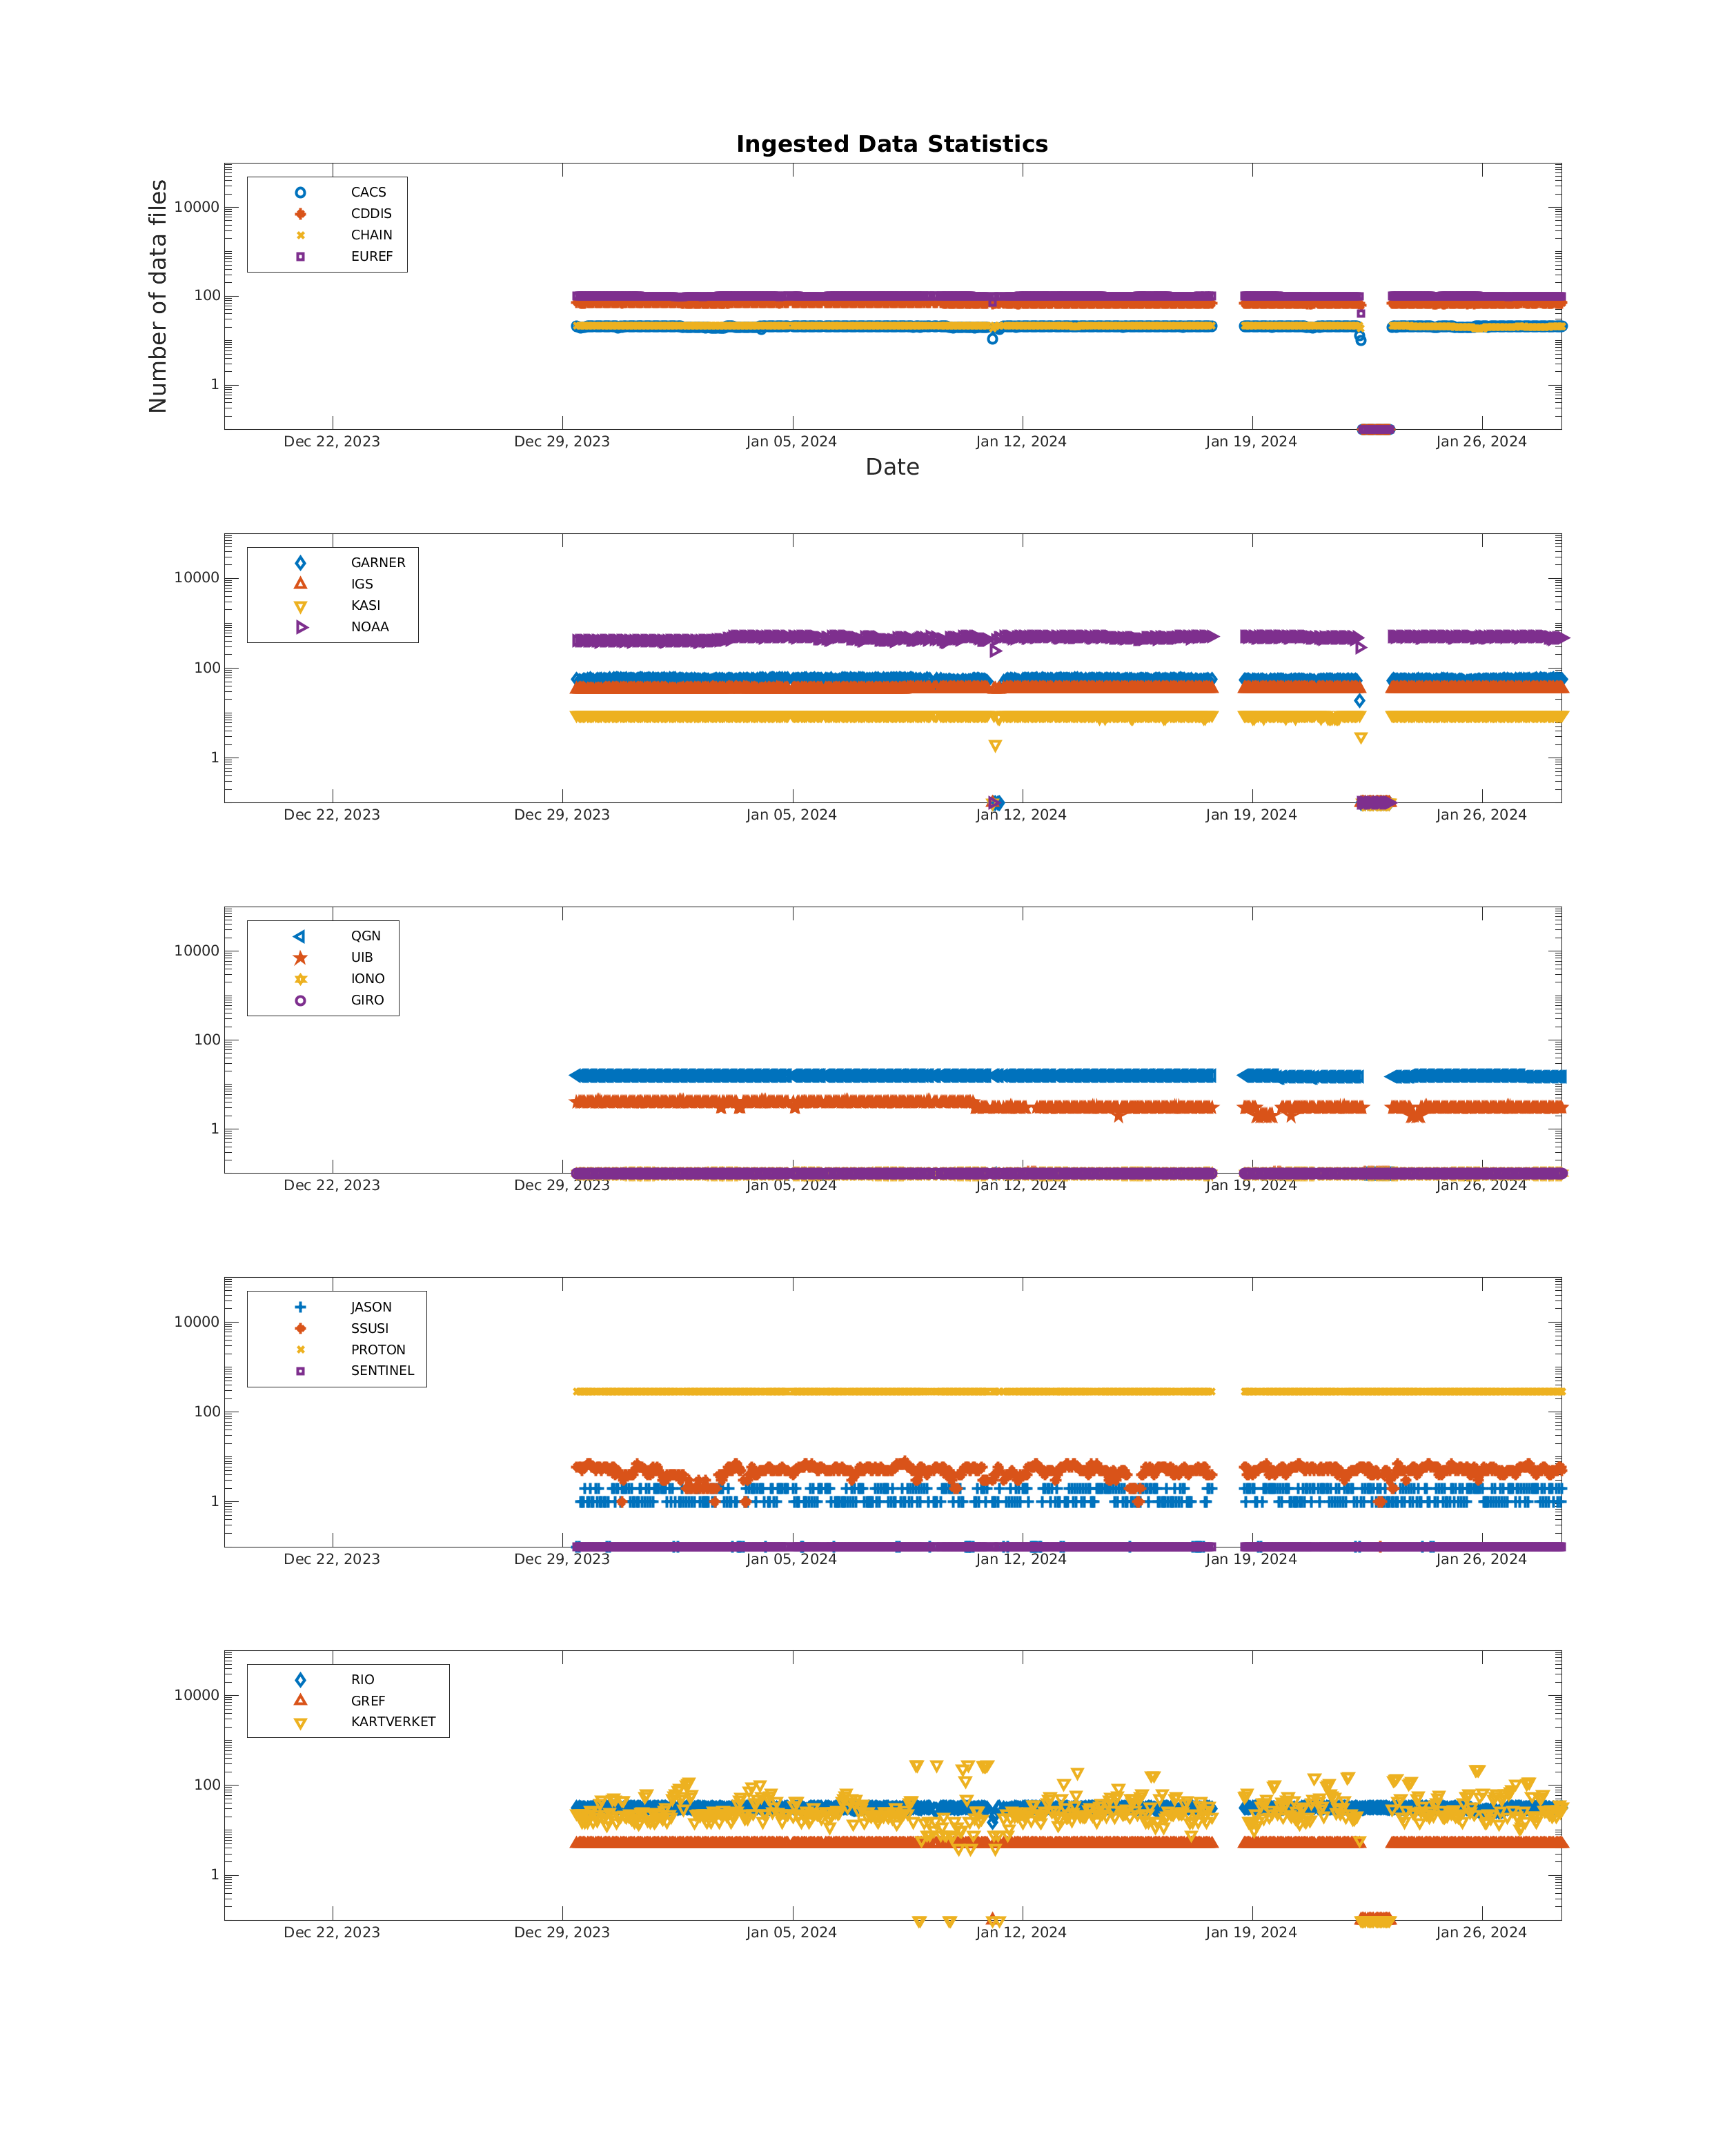 Ingested Data Statistics
Number of data files
10000
100
1
CACS
CDDIS
CHAIN
EUREF
Dec 22, 2023 Dec 29, 2023 Jan 05, 2024 Jan 12, 2024 Jan 19, 2024 Jan 26, 2024
Date
10000
100
1
GARNER
IGS
KASI
NOAA
Dec 22, 2023 Dec 29, 2023 Jan 05, 2024 Jan 12, 2024 Jan 19, 2024 Jan 26, 2024
10000
100
1
QGN
UIB
IONO
GIRO
Dec 22, 2023 Dec 29, 2023 Jan 05, 2024 Jan 12, 2024 Jan 19, 2024 Jan 26, 2024
10000
100
1
JASON
SSUSI
PROTON
SENTINEL
Dec 22, 2023 Dec 29, 2023 Jan 05, 2024 Jan 12, 2024 Jan 19, 2024 Jan 26, 2024
10000
100
1
RIO
GREF
KARTVERKET
Dec 22, 2023 Dec 29, 2023 Jan 05, 2024 Jan 12, 2024 Jan 19, 2024 Jan 26, 2024